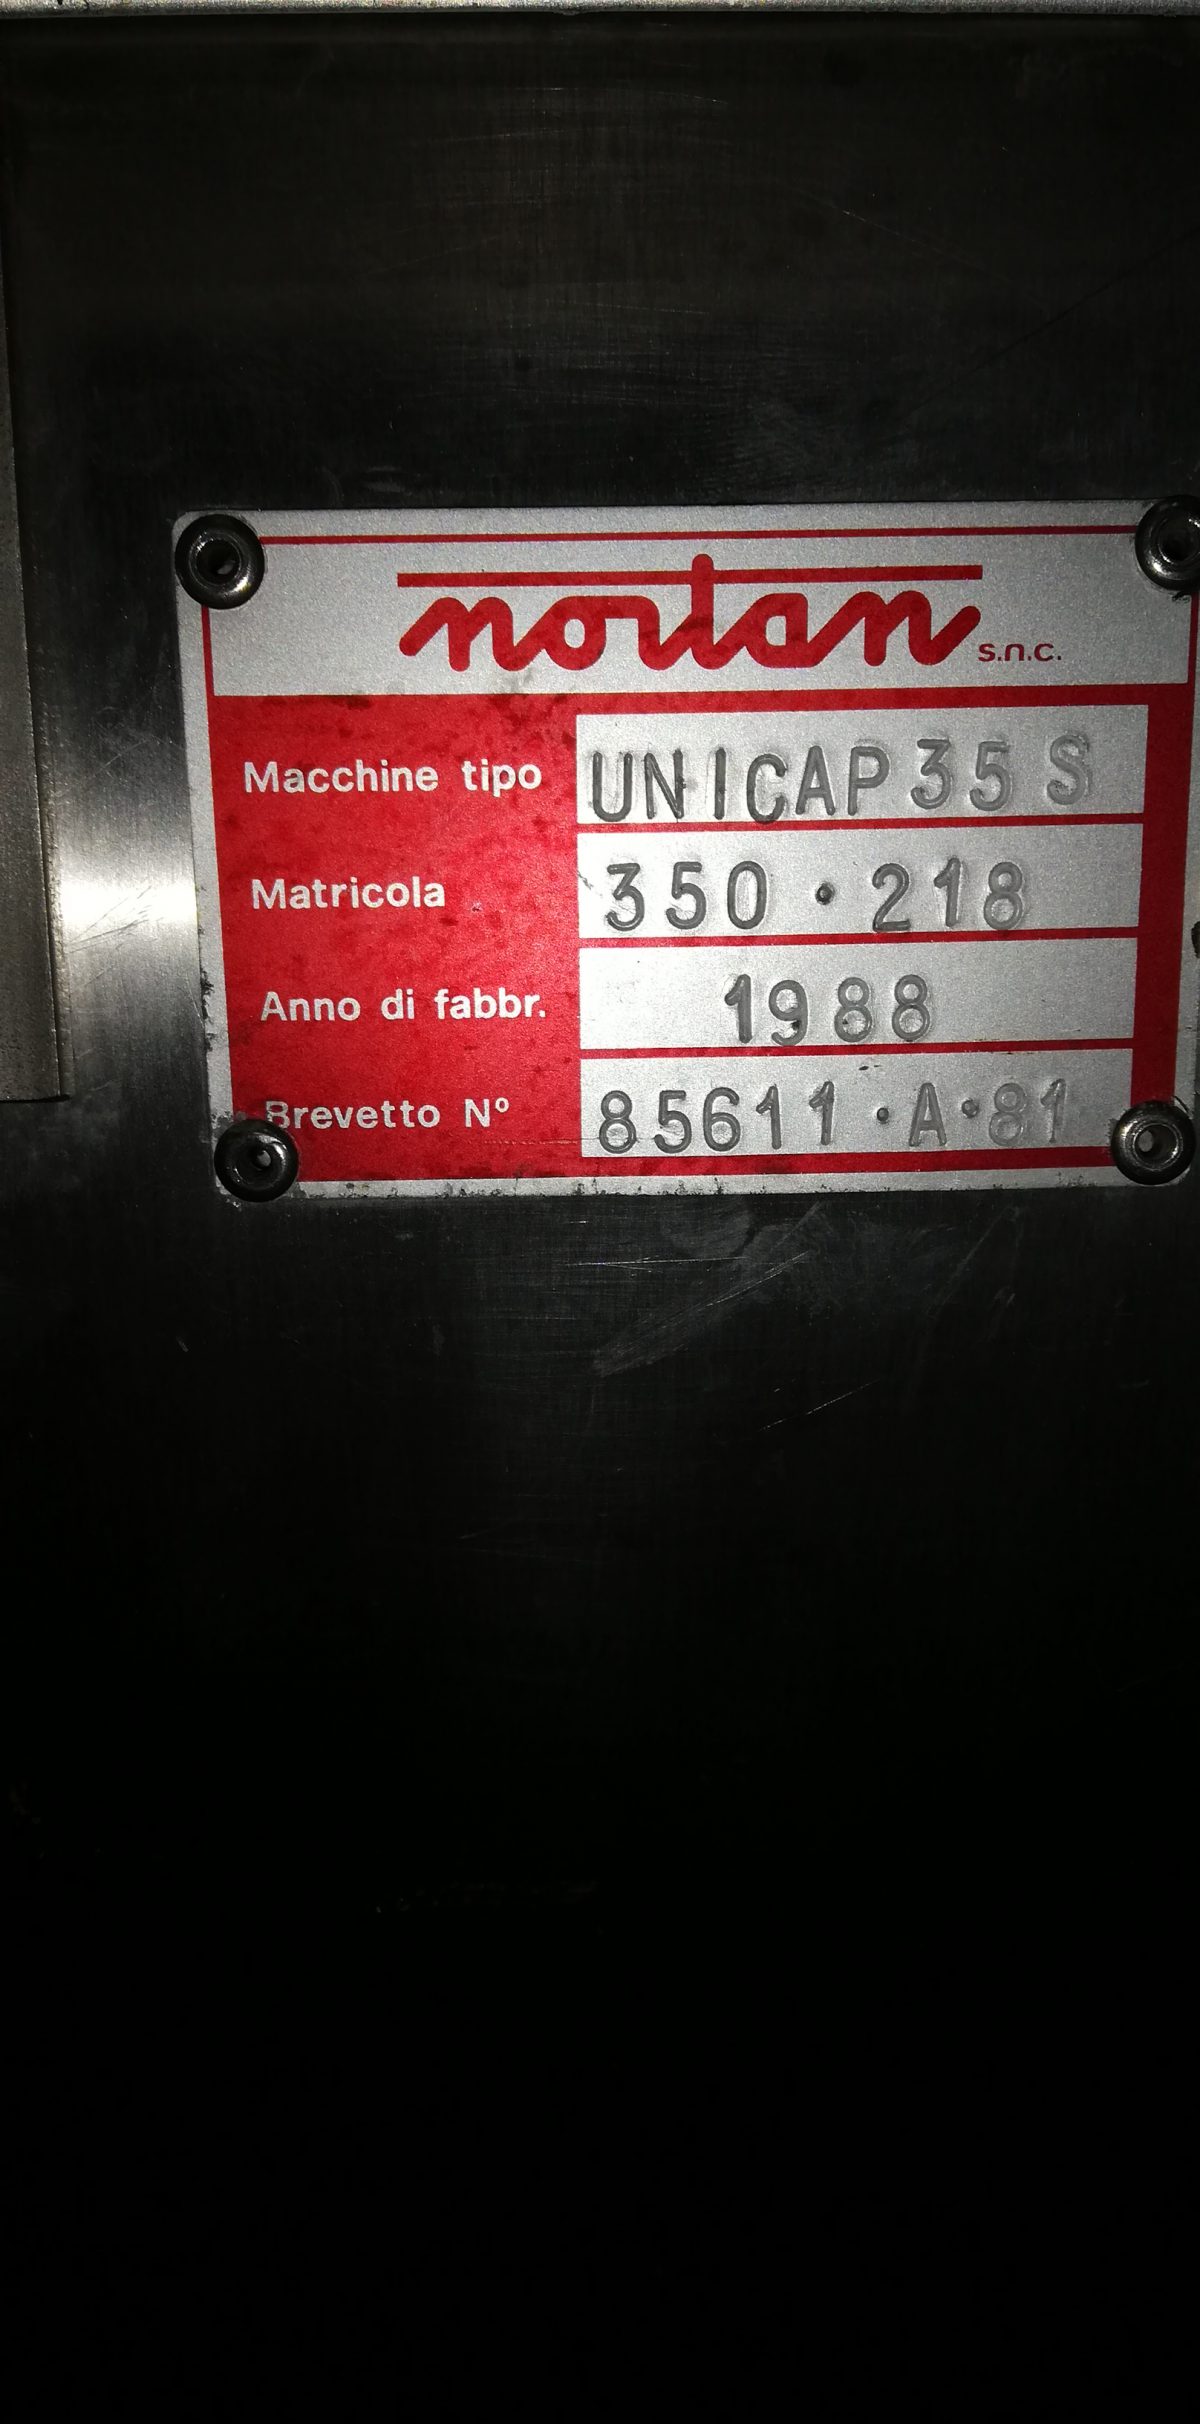 nortan s.n.c.
Macchine tipo UNICAP 35 S
Matricola 350·218
Anno di fabbr. 1988
Brevetto N° 85611·A·81